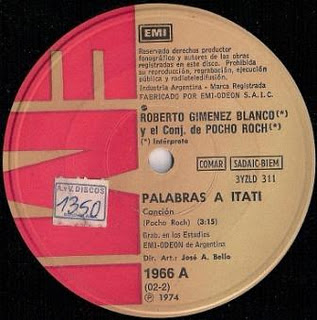 EMI
Reservado derechos productor
fonográfico y autores de las obras
registradas en este disco. Prohibida
su reproducción, regrabación, ejecución
pública y radioteledifusión.
Industria Argentina - Marca Registrada
FABRICADO POR EMI-ODEON S.A.I.C.
ROBERTO GIMENEZ BLANCO(*)
y el Conj. de POCHO ROCH(*)
(*) Intérprete
COMAR SADAIC-BIEM
3YZLD 311
PALABRAS A ITATI
Canción
(Pocho Roch) (3:15)
Grab. en los Estudios
EMI-ODEON de Argentina
Dir. Art: José A. Bello
1966 A
(02-2)
Ⓟ 1974
EMI
DISCOS
1350